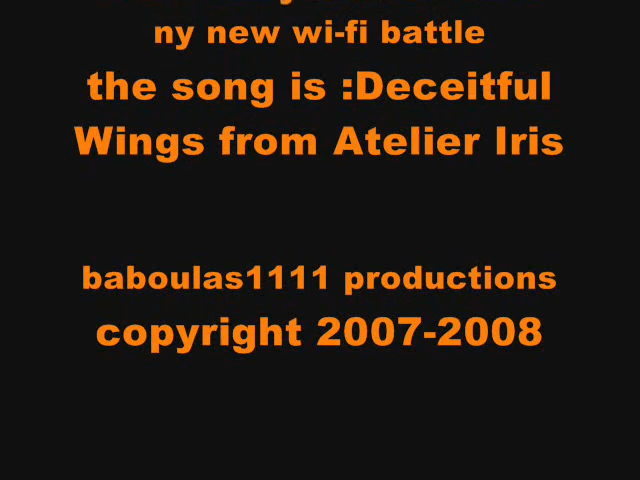 ny new wi-fi battle
the song is :Deceitful
Wings from Atelier Iris
baboulas1111 productions
copyright 2007-2008